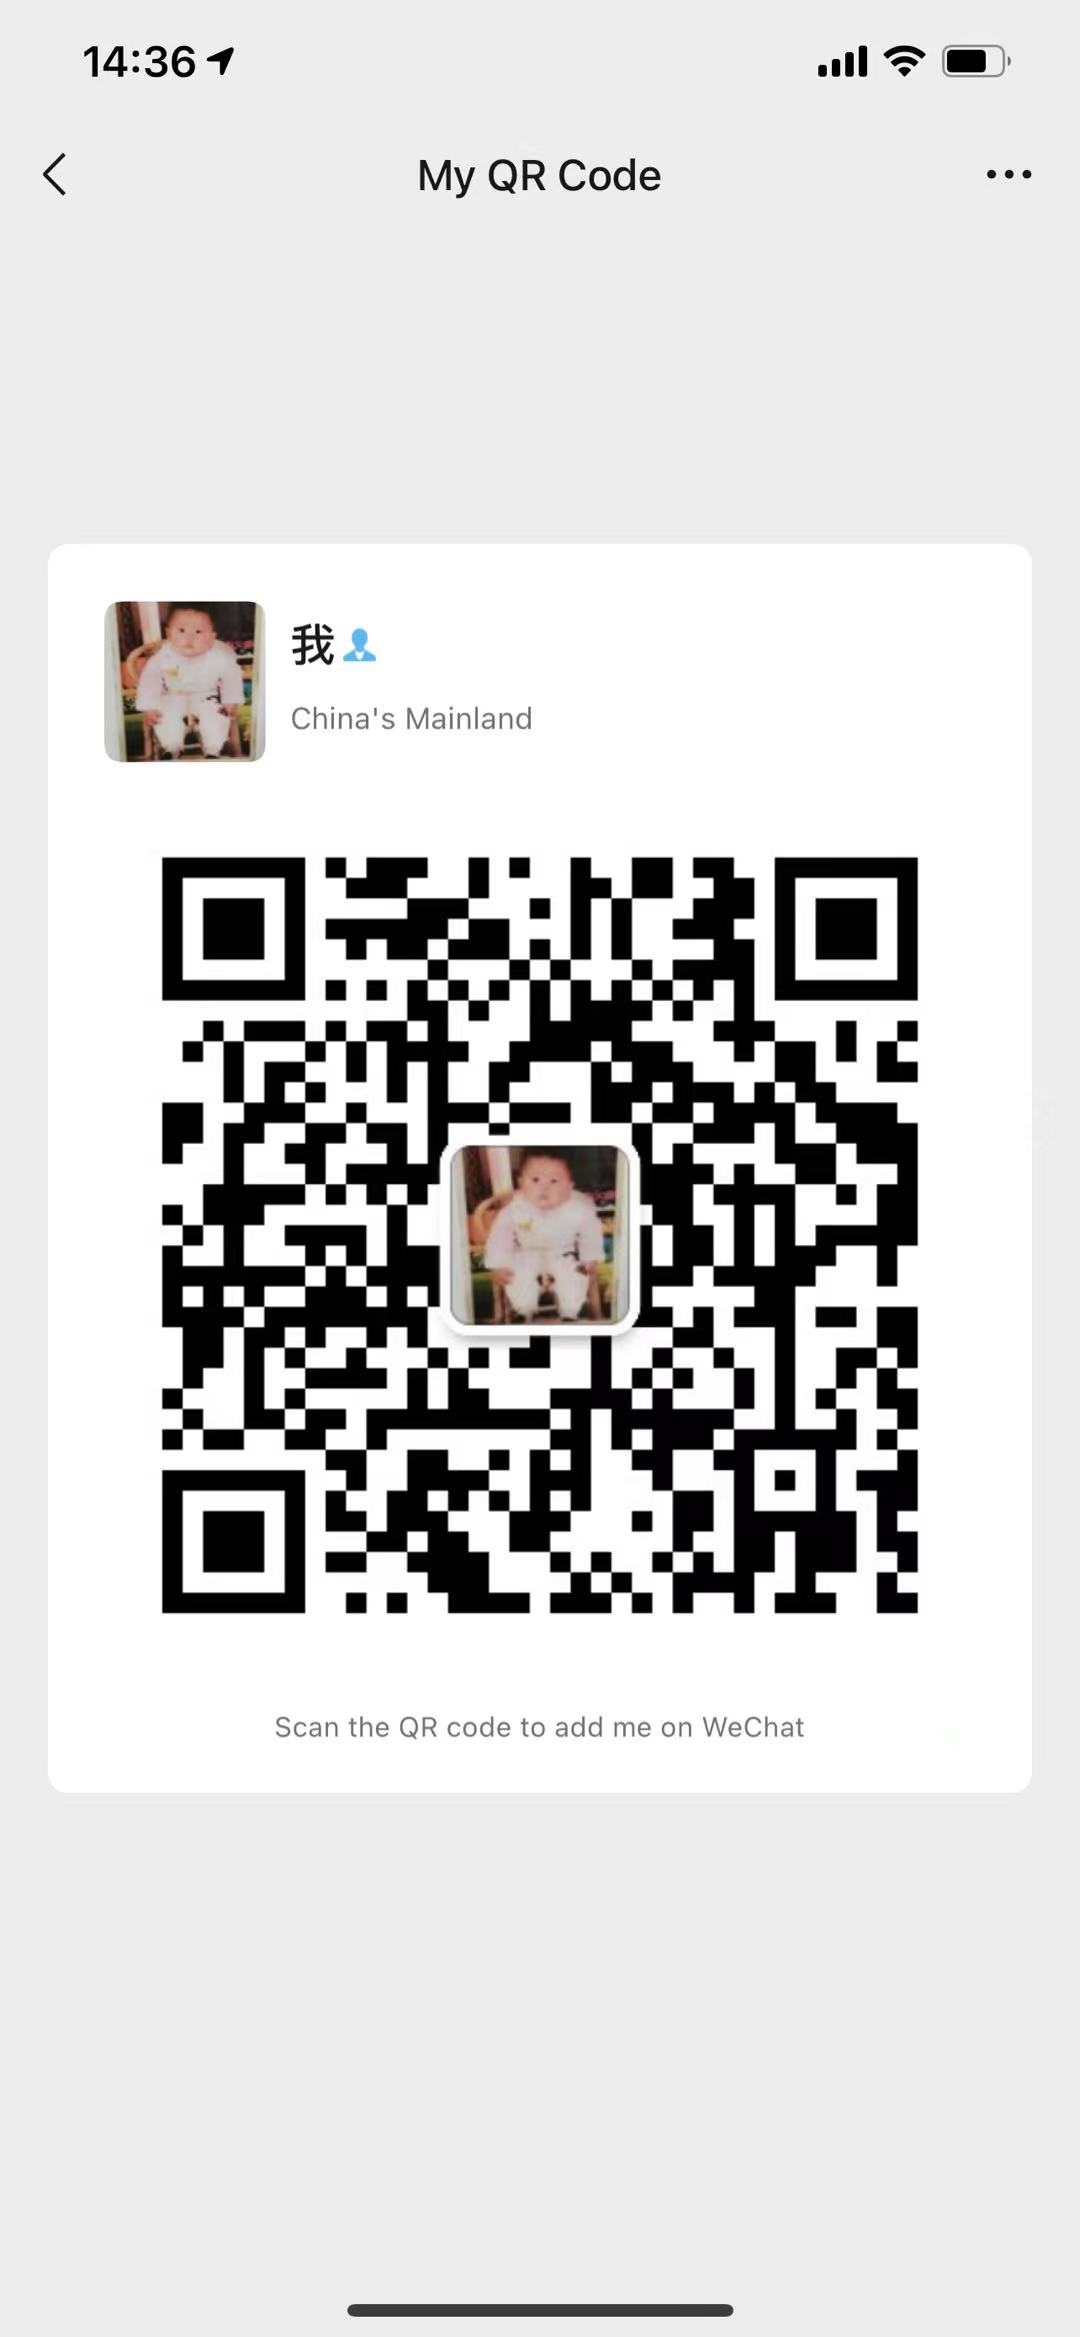 14:36
My QR Code
我👤
China's Mainland
Scan the QR code to add me on WeChat